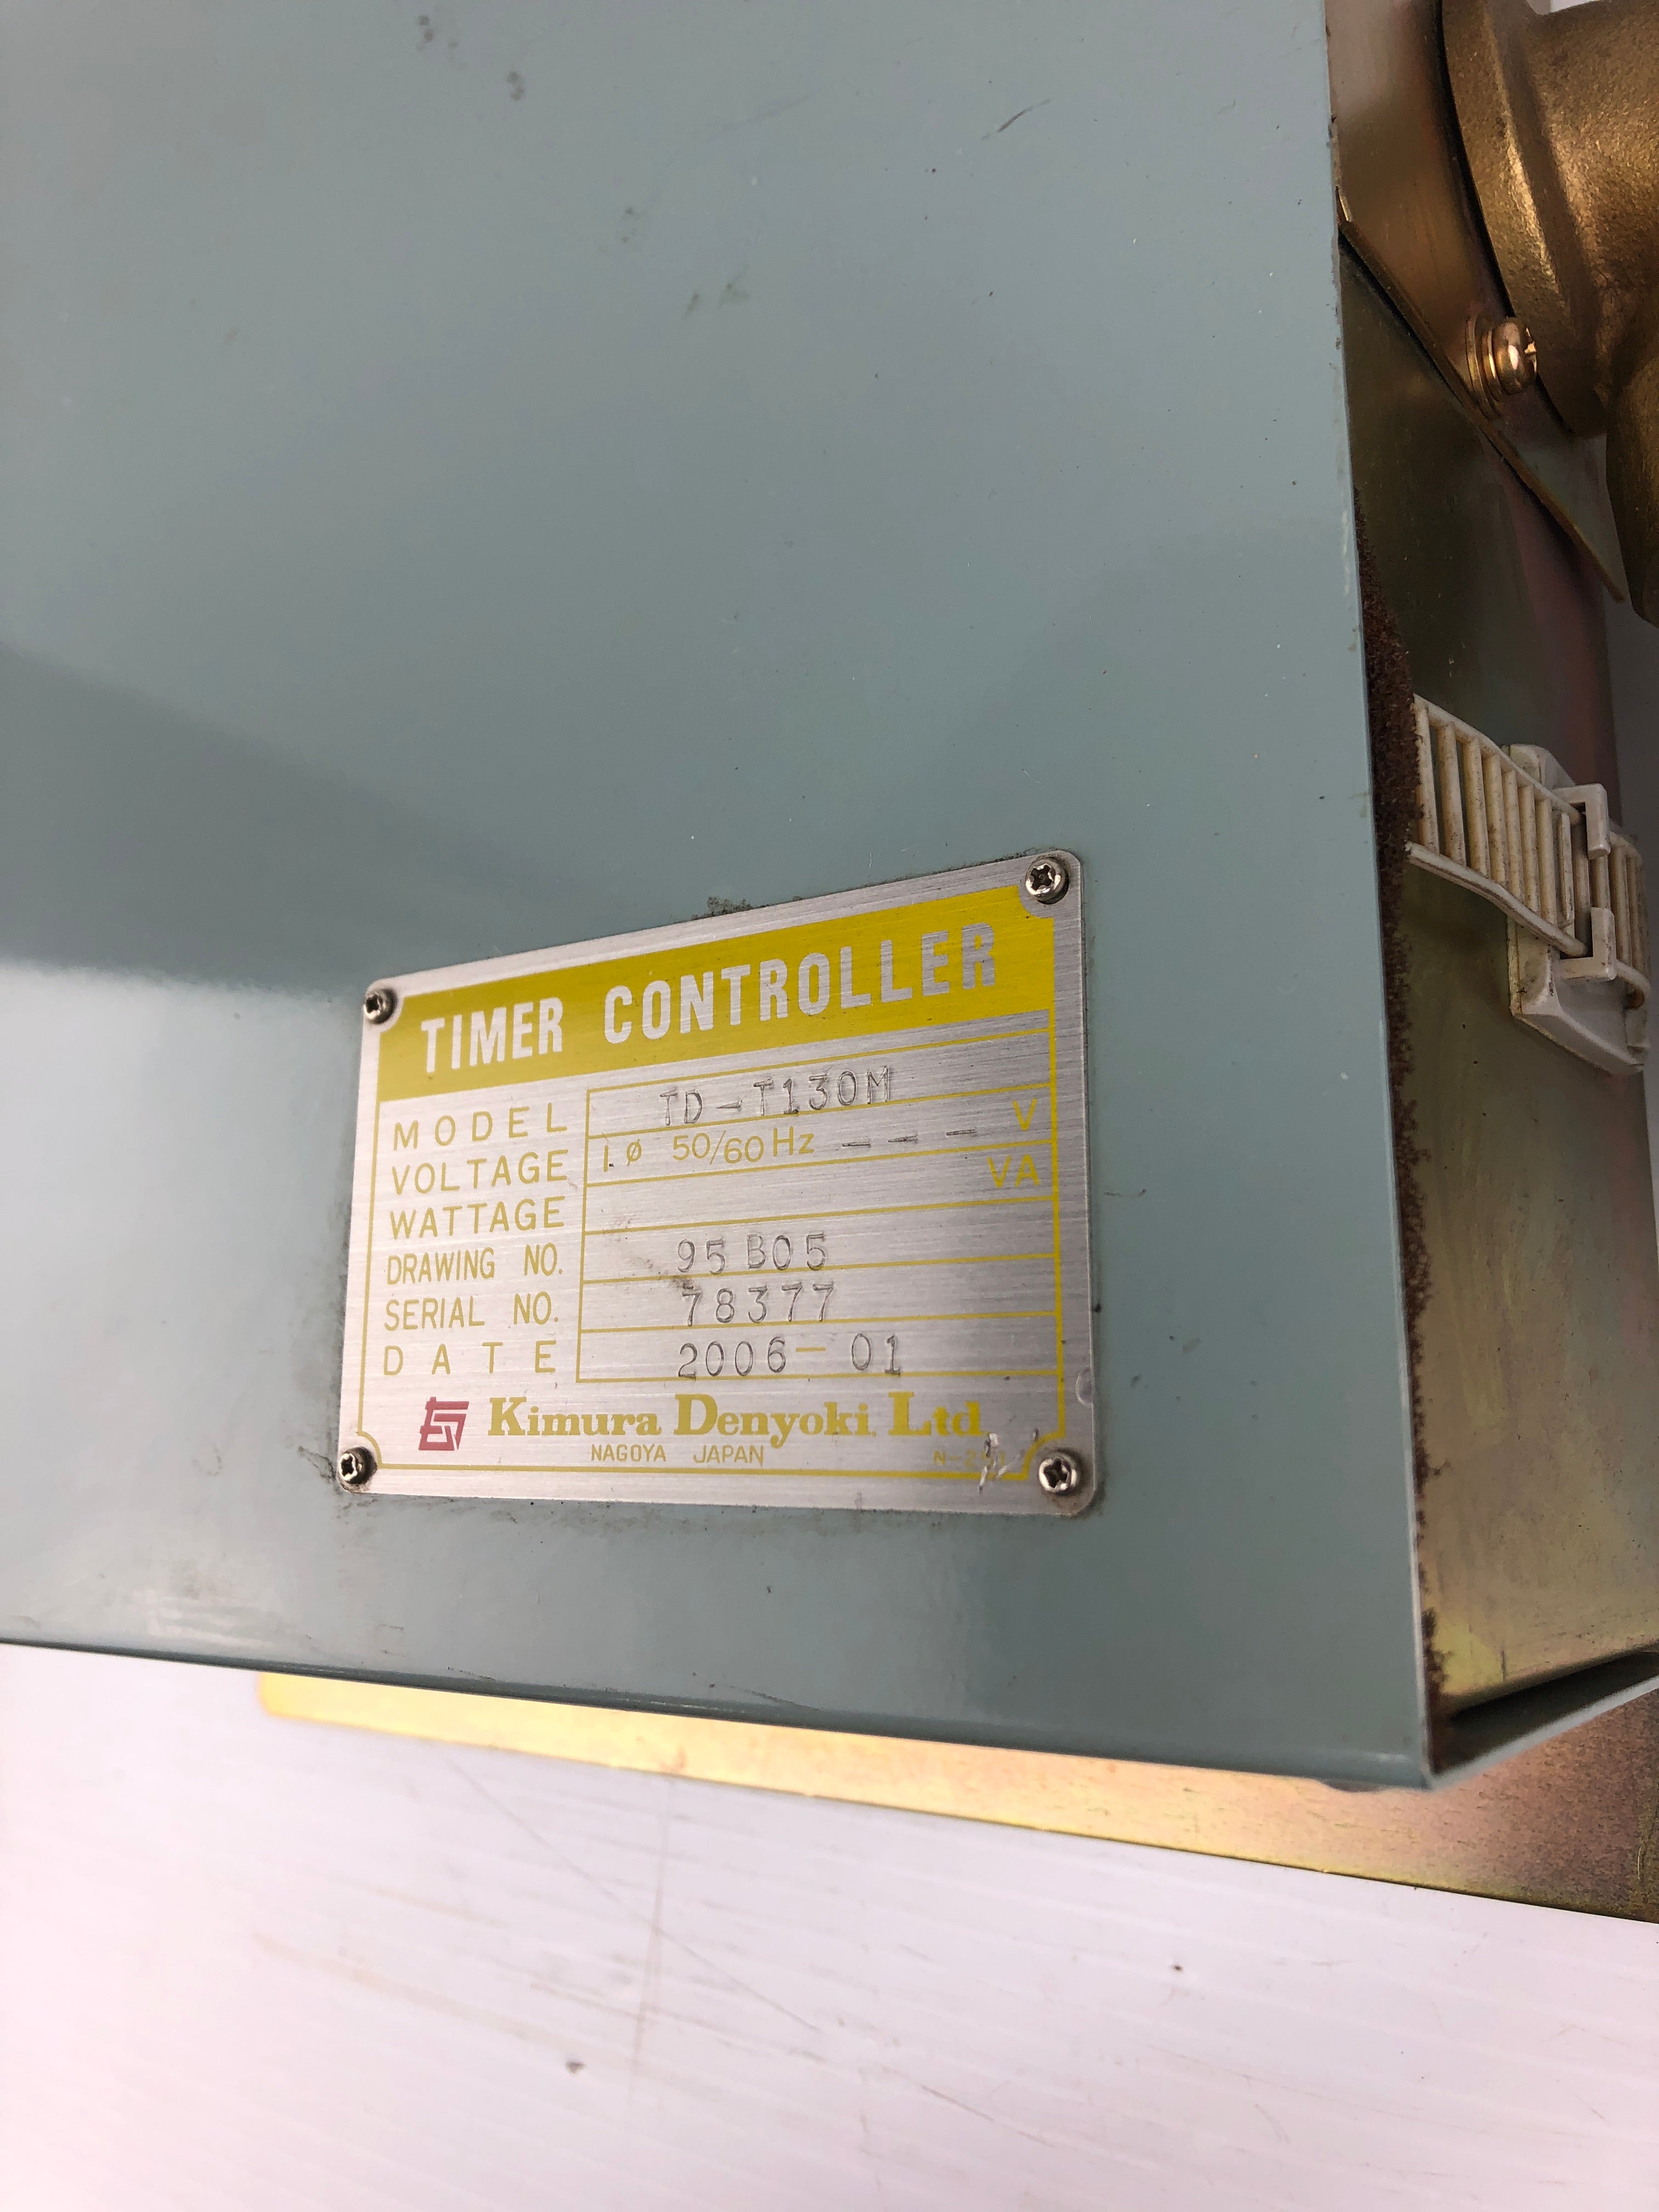 TIMER CONTROLLER
MODEL TD-T130M
VOLTAGE 1.ø 50/60Hz - - - V
WATTAGE VA
DRAWING NO. 95B05
SERIAL NO. 78377
DATE 2006-01
Kimura Denyoki Ltd.
NAGOYA JAPAN